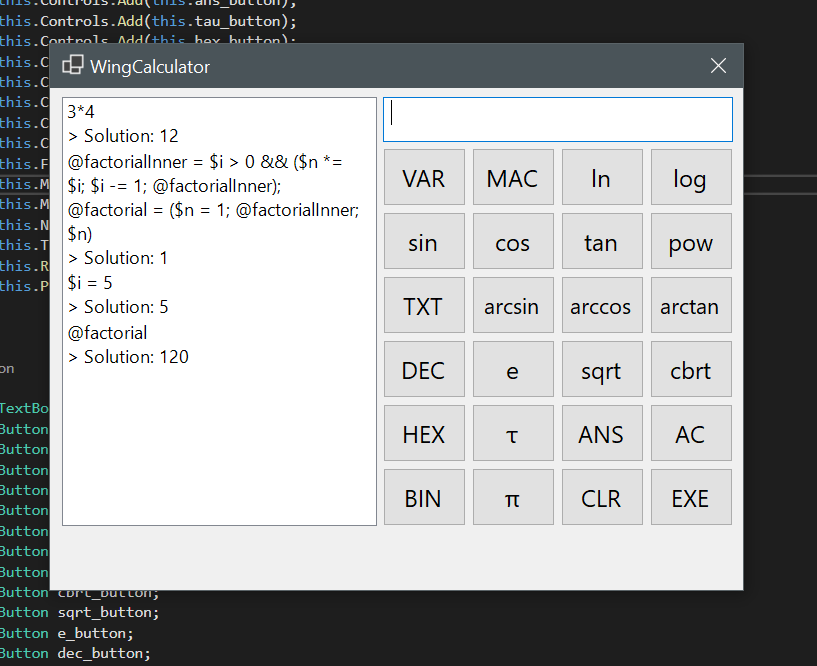 this.Controls.Add(this.ans_button);
this.Controls.Add(this.tau_button);
this.Controls.Add(this.hex_button);
this.C
this.C
this.C
this.C
this.C
this.F
this.M
this.M
this.N
this.T
this.R
this.P
on
TextBo
Button
Button
Button
Button
Button
Button
Button
Button
Button cbrt_button;
Button sqrt_button;
Button e_button;
Button dec_button;
WingCalculator
3*4
> Solution: 12
@factorialInner = $i > 0 && ($n *=
$i; $i -= 1; @factorialInner);
@factorial = ($n = 1; @factorialInner;
$n)
> Solution: 1
$i = 5
> Solution: 5
@factorial
> Solution: 120
VAR MAC ln log
sin cos tan pow
TXT arcsin arccos arctan
DEC e sqrt cbrt
HEX τ ANS AC
BIN π CLR EXE